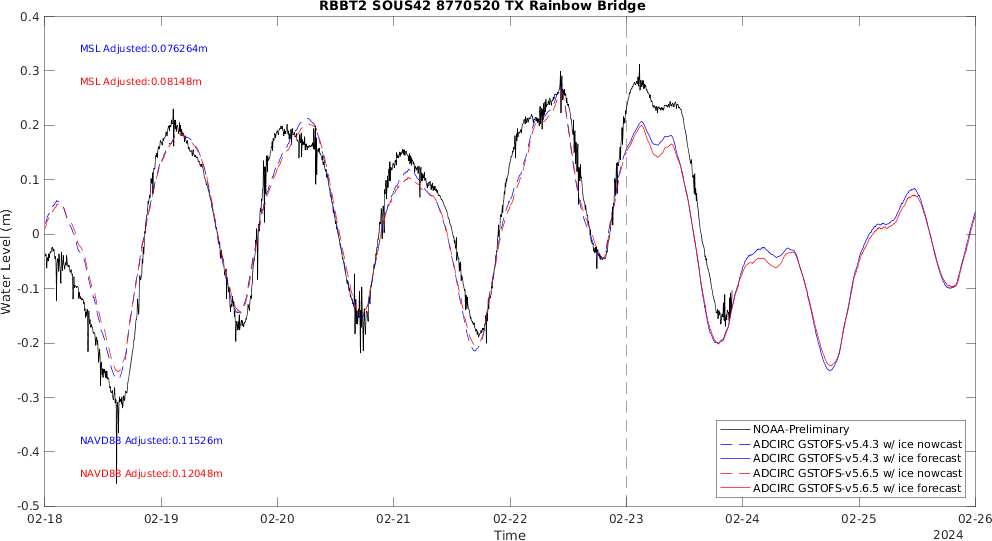 RBBT2 SOUS42 8770520 TX Rainbow Bridge
0.4
0.3
0.2
0.1
0
-0.1
-0.2
-0.3
-0.4
-0.5
Water Level (m)
MSL Adjusted:0.076264m
MSL Adjusted:0.08148m
NAVD88 Adjusted:0.11526m
NAVD88 Adjusted:0.12048m
NOAA-Preliminary
ADCIRC GSTOFS-v5.4.3 w/ ice nowcast
ADCIRC GSTOFS-v5.4.3 w/ ice forecast
ADCIRC GSTOFS-v5.6.5 w/ ice nowcast
ADCIRC GSTOFS-v5.6.5 w/ ice forecast
02-18 02-19 02-20 02-21 02-22 02-23 02-24 02-25 02-26
Time
2024